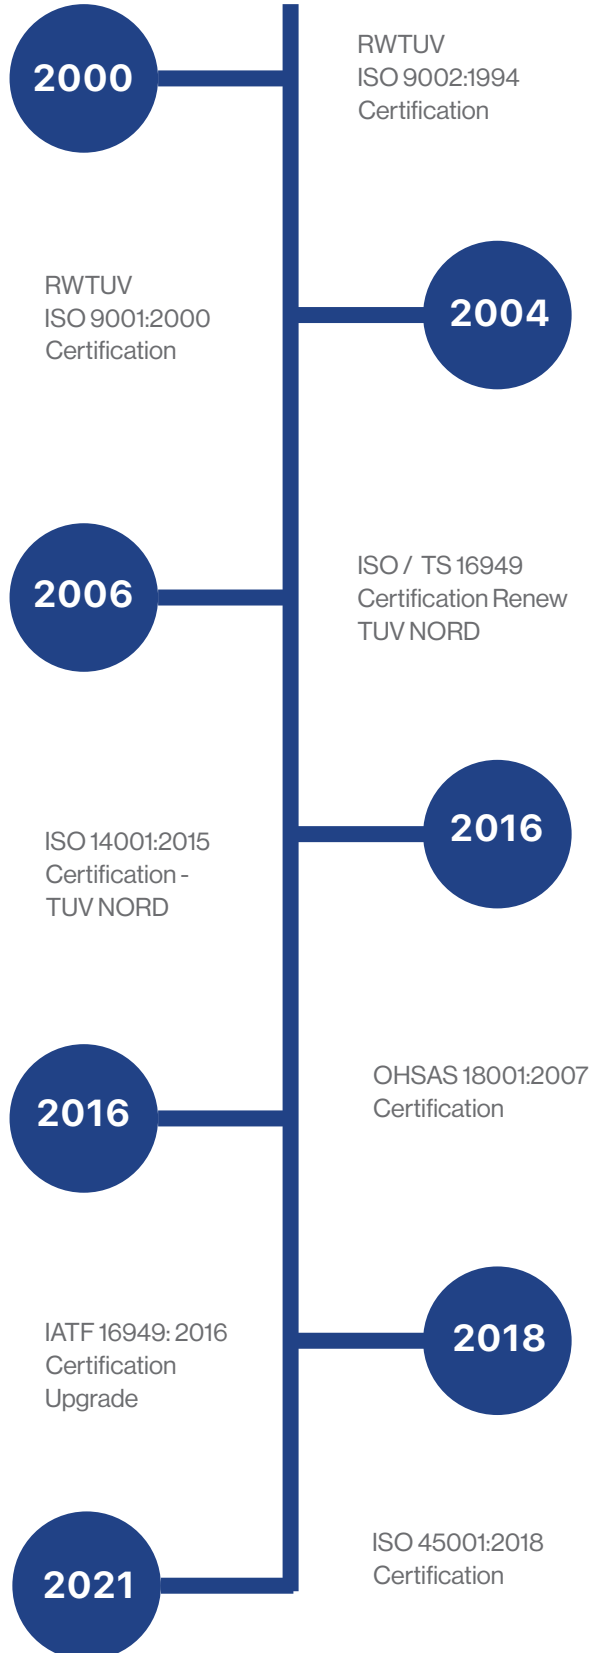 2000
RWTUV
ISO 9002:1994
Certification
RWTUV
ISO 9001:2000
Certification
2004
2006
ISO / TS 16949
Certification Renew
TUV NORD
ISO 14001:2015
Certification -
TUV NORD
2016
2016
OHSAS 18001:2007
Certification
IATF 16949: 2016
Certification
Upgrade
2018
2021
ISO 45001:2018
Certification